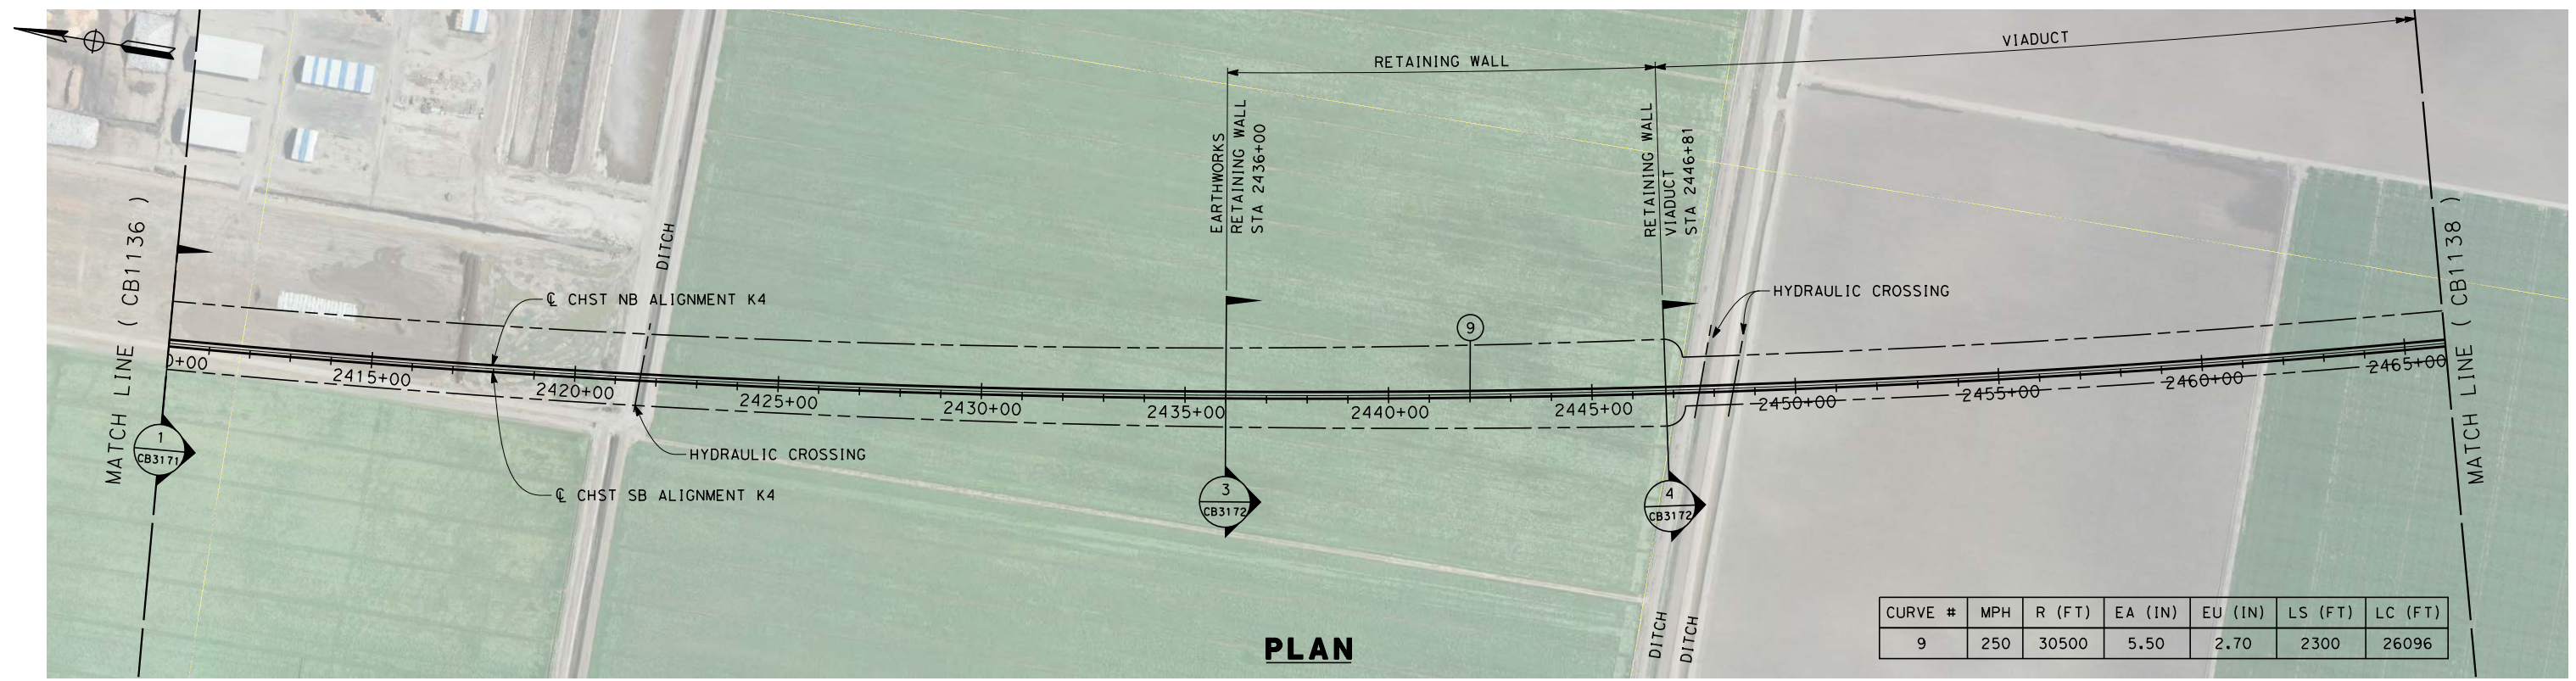 VIADUCT
RETAINING WALL
EARTHWORKS
RETAINING WALL
STA 2436+00
RETAINING WALL
VIADUCT
STA 2446+81
MATCH LINE ( CB1136 )
DITCH
℄ CHST NB ALIGNMENT K4
HYDRAULIC CROSSING
9
MATCH LINE ( CB1138 )
0+00
2415+00
2420+00
2425+00
2430+00
2435+00
2440+00
2445+00
2450+00
2455+00
2460+00
2465+00
1
CB3171
HYDRAULIC CROSSING
℄ CHST SB ALIGNMENT K4
3
CB3172
4
CB3172
DITCH
DITCH
PLAN
CURVE # MPH R (FT) EA (IN) EU (IN) LS (FT) LC (FT)
9 250 30500 5.50 2.70 2300 26096